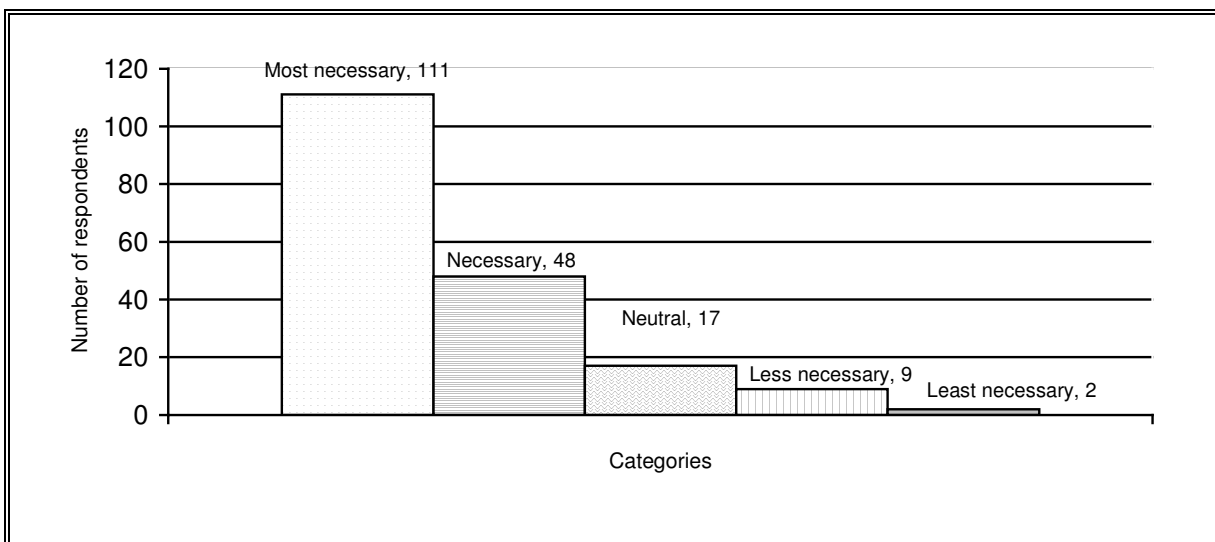 120
Most necessary, 111
100
80
60
Necessary, 48
40
Neutral, 17
20
Less necessary, 9
Least necessary, 2
0
Number of respondents
Categories